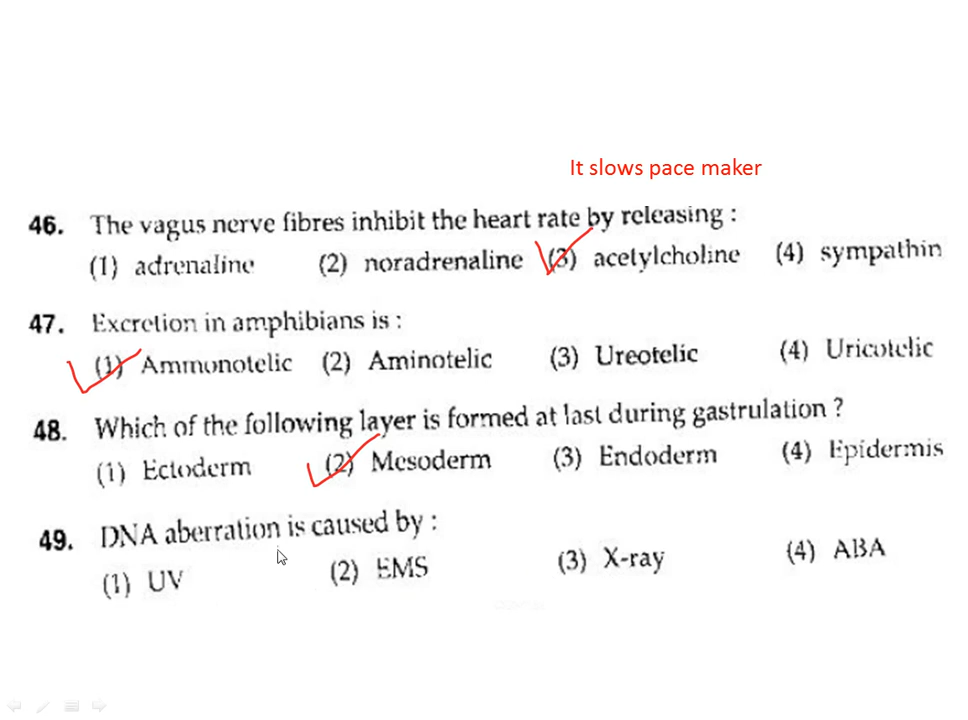 It slows pace maker
46. The vagus nerve fibres inhibit the heart rate by releasing :
(1) adrenaline (2) noradrenaline (3) acetylcholine (4) sympathin
47. Excretion in amphibians is :
(1) Ammonotelic (2) Aminotelic (3) Ureotelic (4) Uricotelic
48. Which of the following layer is formed at last during gastrulation ?
(1) Ectoderm (2) Mesoderm (3) Endoderm (4) Epidermis
49. DNA aberration is caused by :
(1) UV (2) EMS (3) X-ray (4) ABA